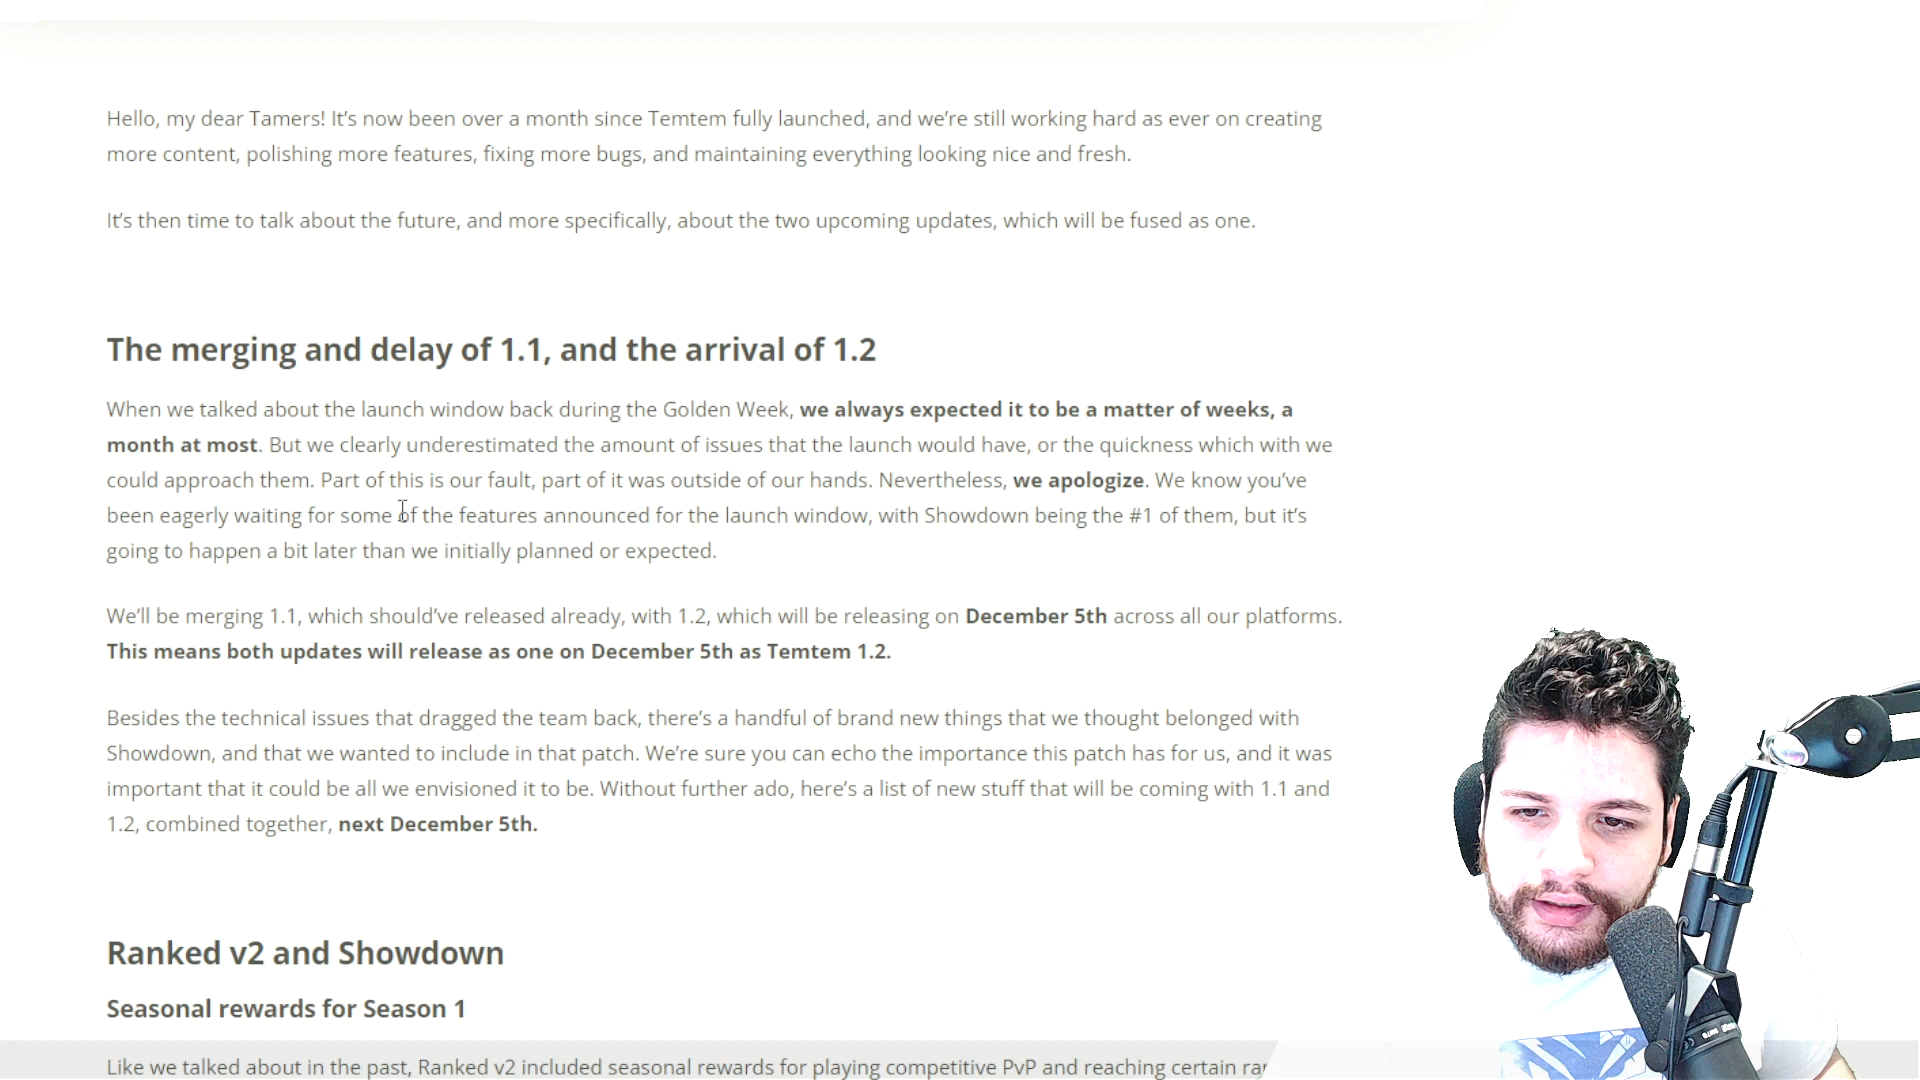 Hello, my dear Tamers! It's now been over a month since Temtem fully launched, and we're still working hard as ever on creating
more content, polishing more features, fixing more bugs, and maintaining everything looking nice and fresh.
It's then time to talk about the future, and more specifically, about the two upcoming updates, which will be fused as one.
The merging and delay of 1.1, and the arrival of 1.2
When we talked about the launch window back during the Golden Week, we always expected it to be a matter of weeks, a
month at most. But we clearly underestimated the amount of issues that the launch would have, or the quickness which with we
could approach them. Part of this is our fault, part of it was outside of our hands. Nevertheless, we apologize. We know you've
been eagerly waiting for some of the features announced for the launch window, with Showdown being the #1 of them, but it's
going to happen a bit later than we initially planned or expected.
We'll be merging 1.1, which should've released already, with 1.2, which will be releasing on December 5th across all our platforms.
This means both updates will release as one on December 5th as Temtem 1.2.
Besides the technical issues that dragged the team back, there's a handful of brand new things that we thought belonged with
Showdown, and that we wanted to include in that patch. We're sure you can echo the importance this patch has for us, and it was
important that it could be all we envisioned it to be. Without further ado, here's a list of new stuff that will be coming with 1.1 and
1.2, combined together, next December 5th.
Ranked v2 and Showdown
Seasonal rewards for Season 1
Like we talked about in the past, Ranked v2 included seasonal rewards for playing competitive PvP and reaching certain